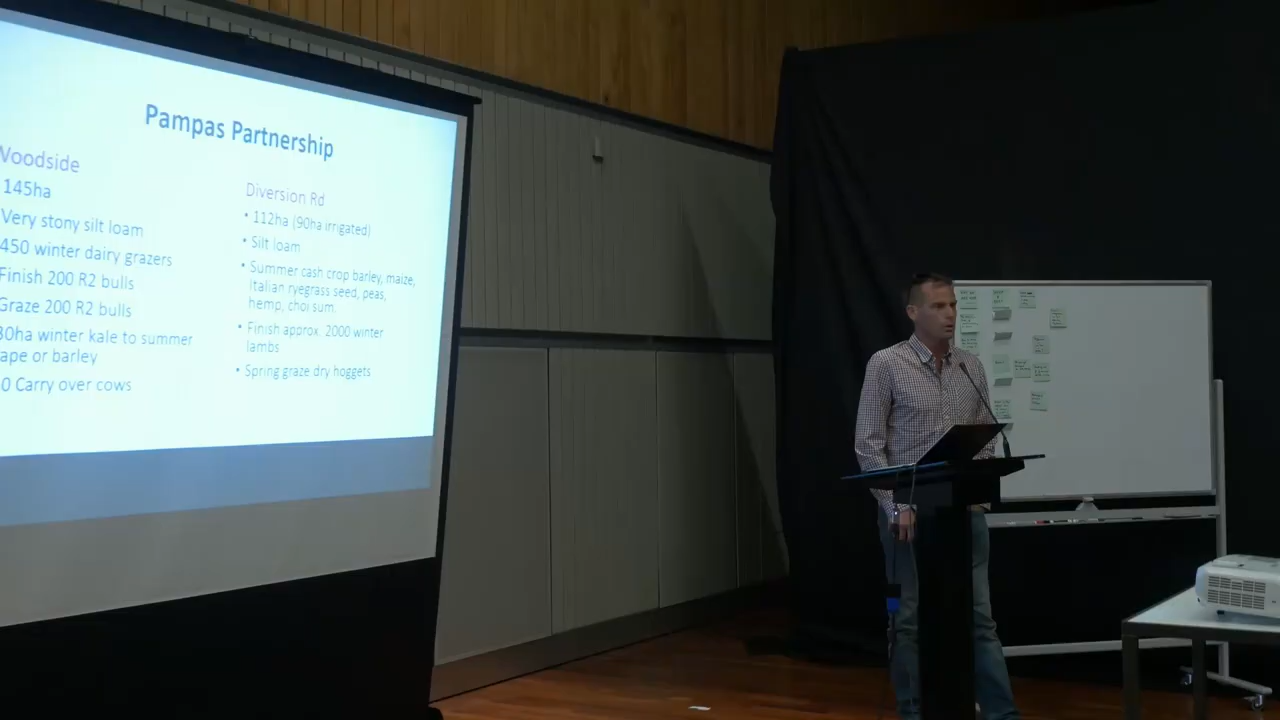 Pampas Partnership
Woodside
145ha
Very stony silt loam
450 winter dairy grazers
Finish 200 R2 bulls
Graze 200 R2 bulls
30ha winter kale to summer
rape or barley
0 Carry over cows
Diversion Rd
• 112ha (90ha irrigated)
• Silt loam
• Summer cash crop barley, maize,
Italian ryegrass seed, peas,
hemp, choi sum.
• Finish approx. 2000 winter
lambs
• Spring graze dry hoggets